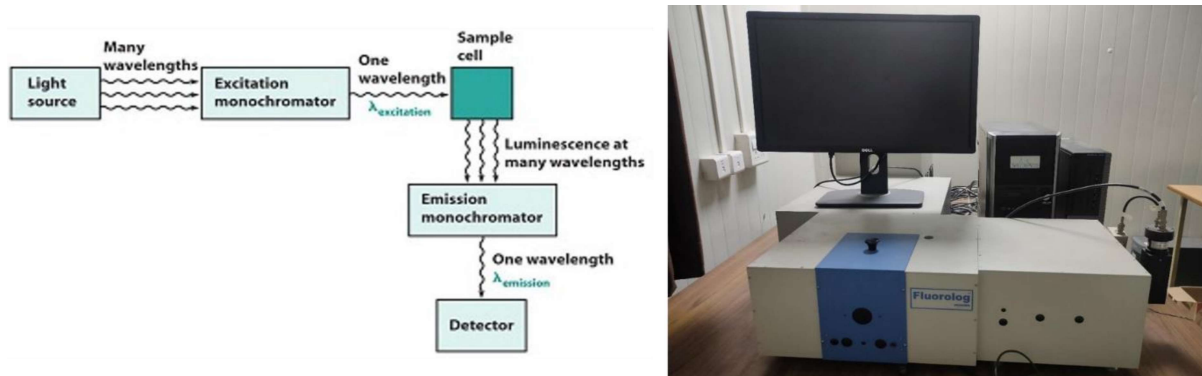 Many
wavelengths
Light
source
Excitation
monochromator
One
wavelength
λexcitation
Sample
cell
Luminescence at
many wavelengths
Emission
monochromator
One wavelength
λemission
Detector
DELL
Fluorolog